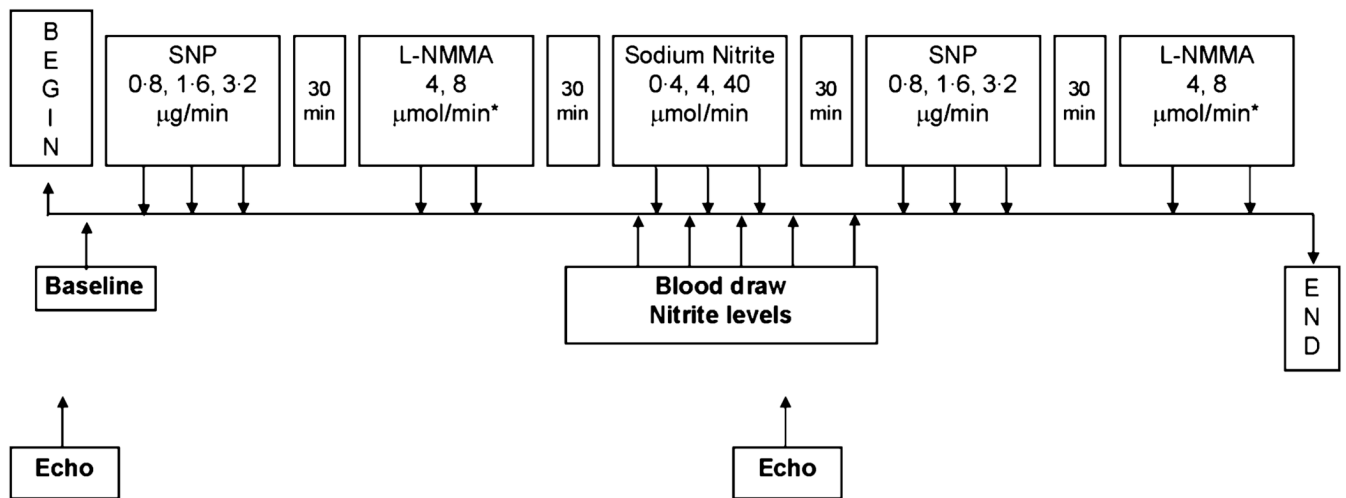 B
E
G
I
N
SNP
0·8, 1·6, 3·2
μg/min
30
min
L-NMMA
4, 8
μmol/min*
30
min
Sodium Nitrite
0·4, 4, 40
μmol/min
30
min
SNP
0·8, 1·6, 3·2
μg/min
30
min
L-NMMA
4, 8
μmol/min*
Baseline
Blood draw
Nitrite levels
E
N
D
Echo
Echo